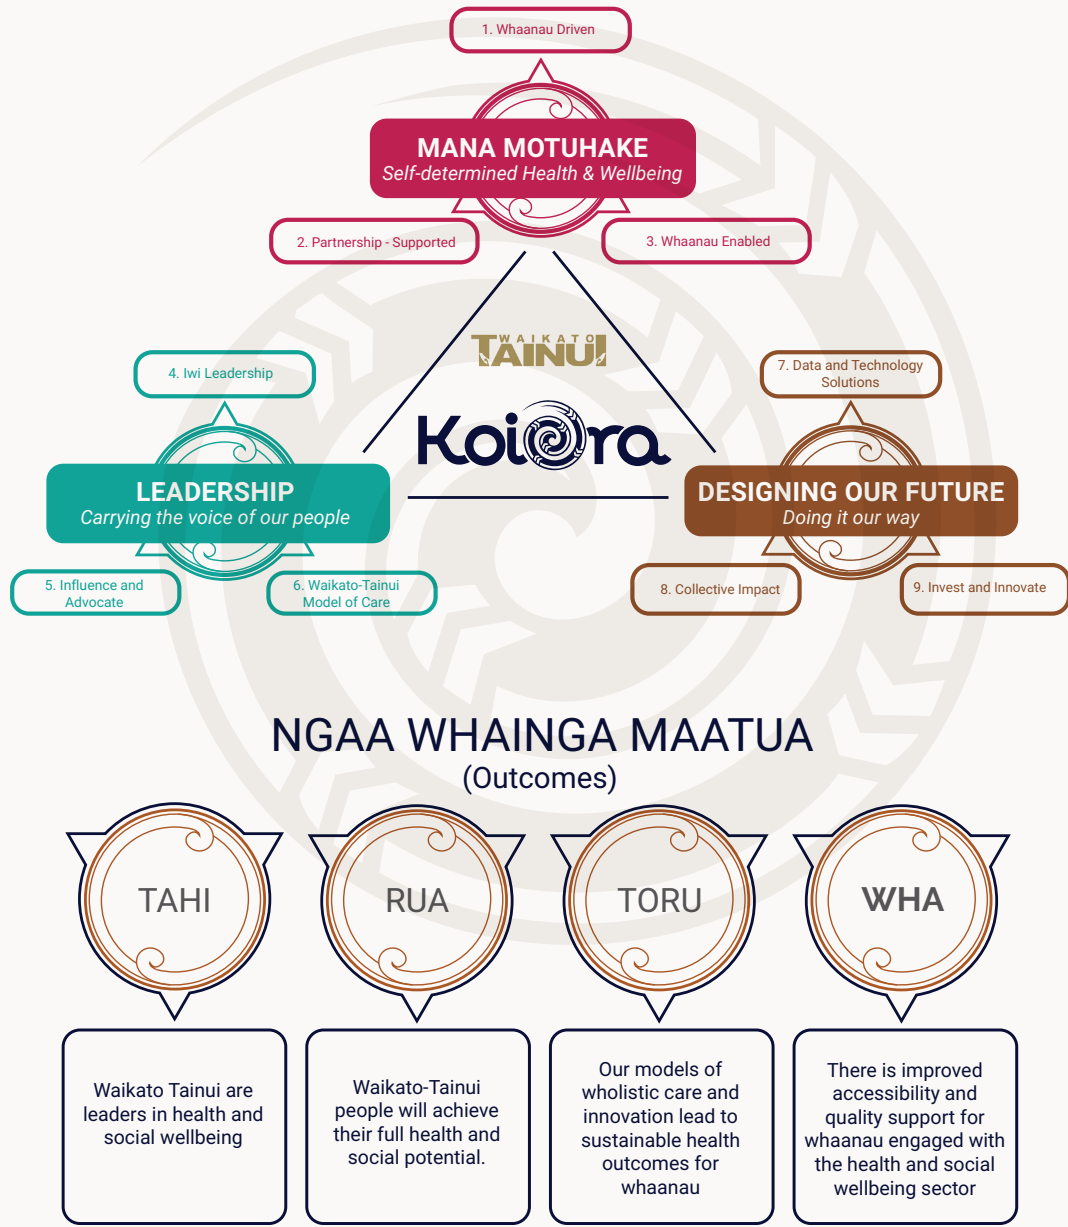 1. Whaanau Driven
MANA MOTUHAKE
Self-determined Health & Wellbeing
2. Partnership - Supported
3. Whaanau Enabled
WAIKATO
TAINUI
Koiora
4. Iwi Leadership
LEADERSHIP
Carrying the voice of our people
5. Influence and
Advocate
6. Waikato-Tainui
Model of Care
7. Data and Technology
Solutions
DESIGNING OUR FUTURE
Doing it our way
8. Collective Impact
9. Invest and Innovate
NGAA WHAINGA MAATUA
(Outcomes)
TAHI
Waikato Tainui are
leaders in health and
social wellbeing
RUA
Waikato-Tainui
people will achieve
their full health and
social potential.
TORU
Our models of
wholistic care and
innovation lead to
sustainable health
outcomes for
whaanau
WHA
There is improved
accessibility and
quality support for
whaanau engaged with
the health and social
wellbeing sector